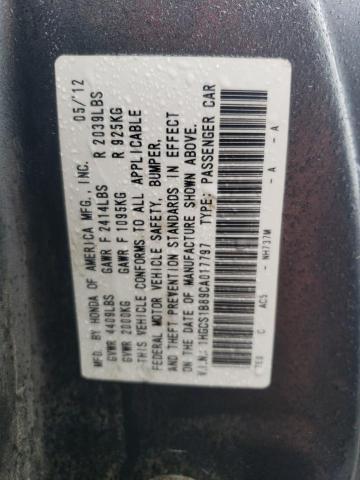 MFD. BY HONDA OF AMERICA MFG., INC. 05/'12
GVWR 4409LBS GAWR F 2414LBS R 2039LBS
GVWR 2000KG GAWR F 1095KG R 925KG
THIS VEHICLE CONFORMS TO ALL APPLICABLE
FEDERAL MOTOR VEHICLE SAFETY, BUMPER,
AND THEFT PREVENTION STANDARDS IN EFFECT
ON THE DATE OF MANUFACTURE SHOWN ABOVE.
V.I.N.: 1HGCS1B89CA017797 TYPE: PASSENGER CAR
C AC5 NH737M